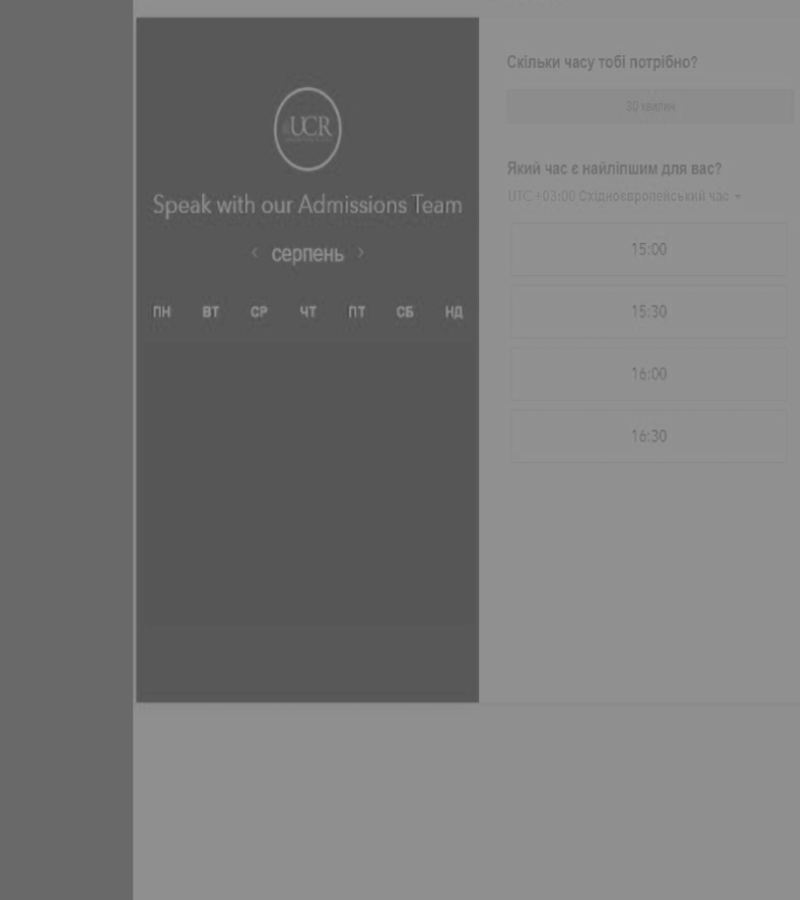 UCR
Speak with our Admissions Team
серпень
ПН ВТ СР ЧТ ПТ СБ НД
Скільки часу тобі потрібно?
30 хвилин
Який час є найліпшим для вас?
UTC +03:00 Східноєвропейський час
15:00
15:30
16:00
16:30